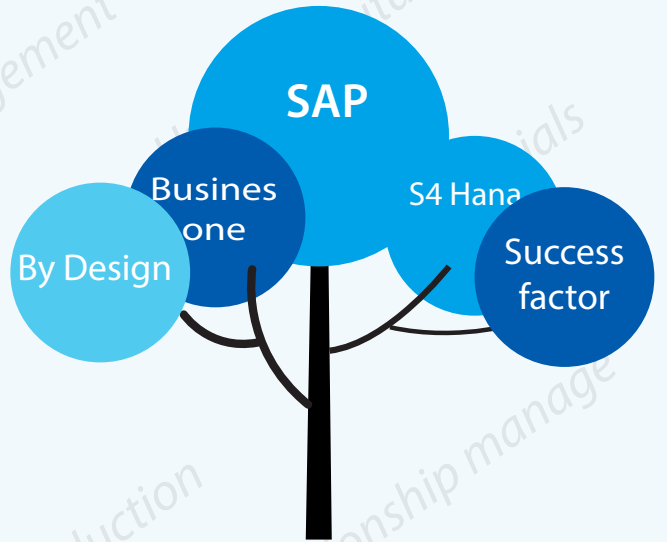 SAP
Busines
one
S4 Hana
By Design
Success
factor